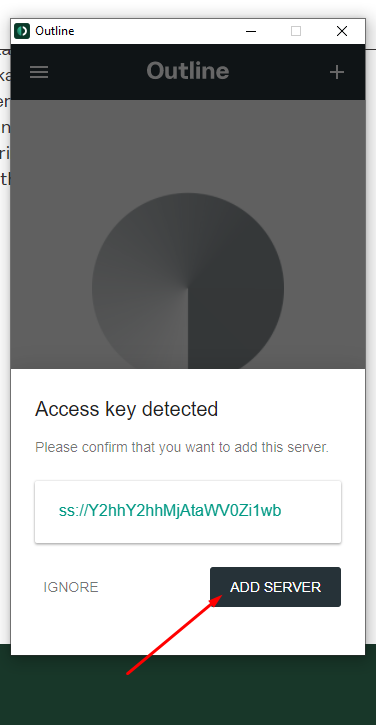 Outline
Outline
Access key detected
Please confirm that you want to add this server.
ss://Y2hhY2hhMjAtaWV0Zi1wb
IGNORE
ADD SERVER